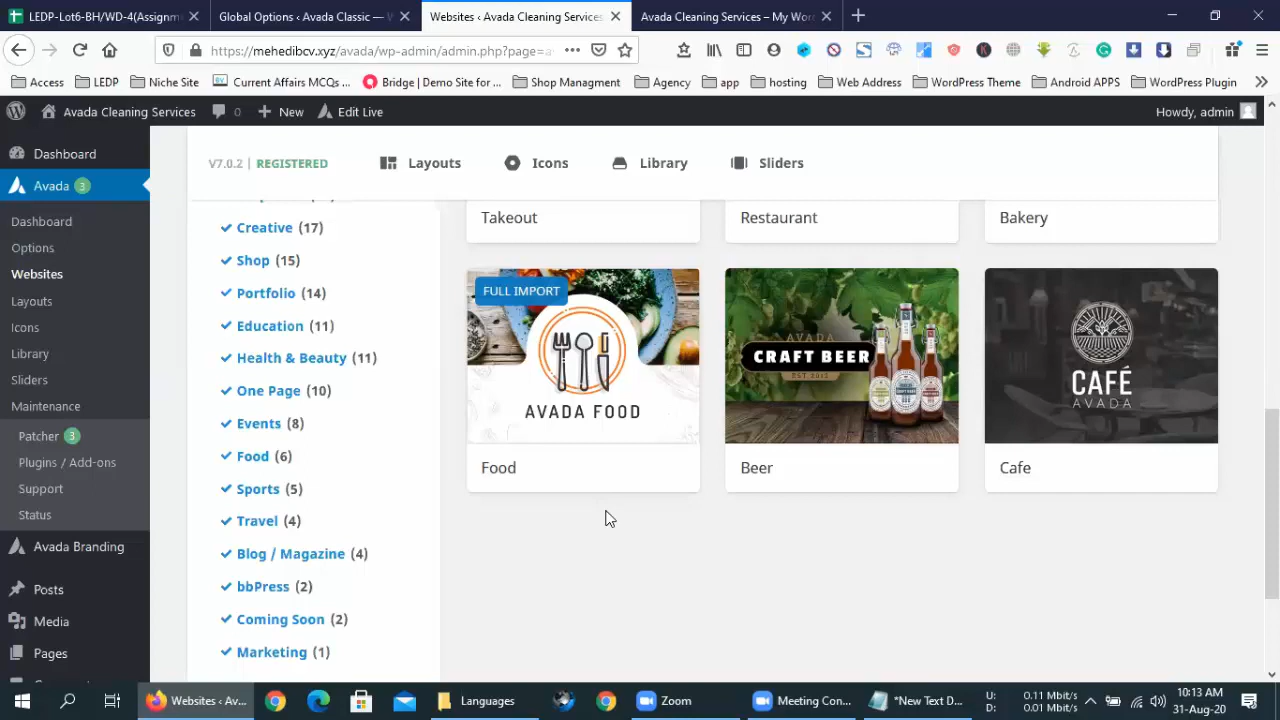 LEDP-Lot6-BH/WD-4(Assignm
Global Options ‹ Avada Classic — W
Websites ‹ Avada Cleaning Services
Avada Cleaning Services – My Wor
https://mehedibcv.xyz/avada/wp-admin/admin.php?page=a
Access
LEDP
Niche Site
Current Affairs MCQs ...
Bridge | Demo Site for ...
Shop Managment
Agency
app
hosting
Web Address
WordPress Theme
Android APPS
WordPress Plugin
Avada Cleaning Services
0
New
Edit Live
Howdy, admin
Dashboard
Avada 3
Dashboard
Options
Websites
Layouts
Icons
Library
Sliders
Maintenance
Patcher 3
Plugins / Add-ons
Support
Status
Avada Branding
Posts
Media
Pages
V7.0.2 | REGISTERED
Layouts
Icons
Library
Sliders
Creative (17)
Shop (15)
Portfolio (14)
Education (11)
Health & Beauty (11)
One Page (10)
Events (8)
Food (6)
Sports (5)
Travel (4)
Blog / Magazine (4)
bbPress (2)
Coming Soon (2)
Marketing (1)
Takeout
Restaurant
Bakery
FULL IMPORT
AVADA FOOD
Food
AVADA
CRAFT BEER
EST. 2012
Beer
CAFÉ
AVADA
Cafe
Websites ‹ Av...
Languages
Zoom
Meeting Con...
*New Text D...
U: 0.11 Mbit/s
D: 0.01 Mbit/s
10:13 AM
31-Aug-20